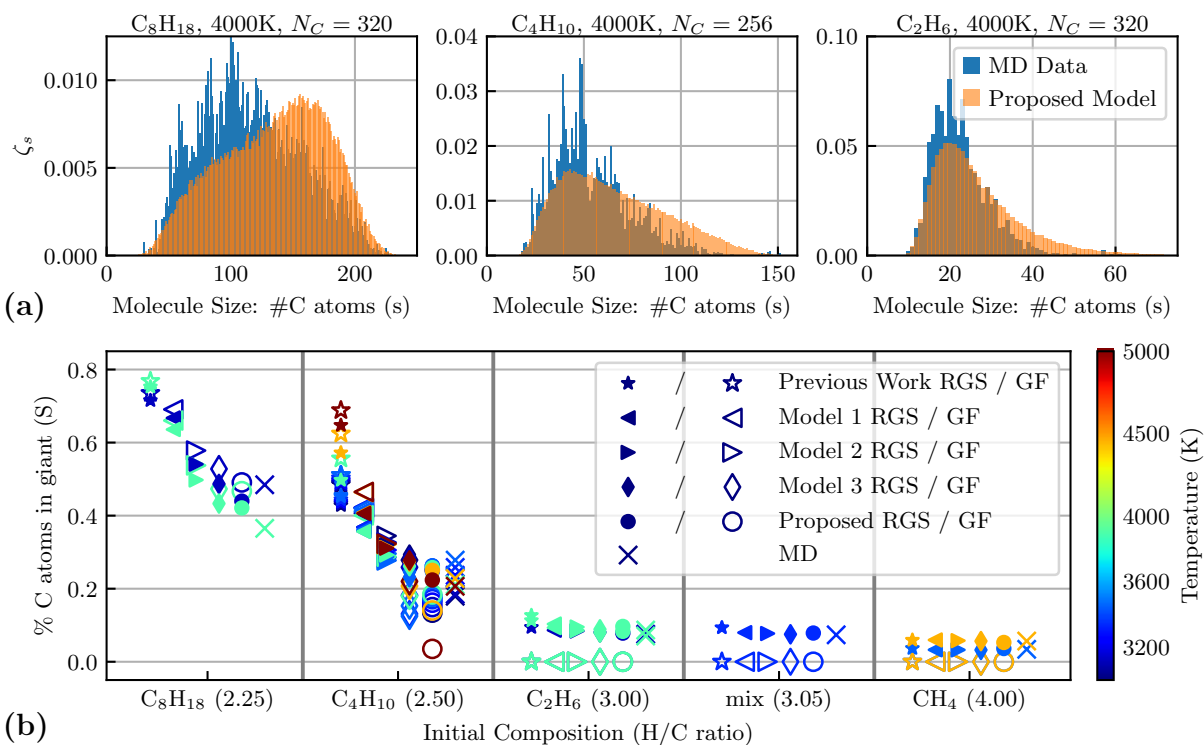 C₈H₁₈, 4000K, N_C = 320
C₄H₁₀, 4000K, N_C = 256
C₂H₆, 4000K, N_C = 320
0.010
0.005
0.000
ζₛ
0 100 200
Molecule Size: #C atoms (s)
0.04
0.03
0.02
0.01
0.00
0 50 100 150
Molecule Size: #C atoms (s)
0.10
0.05
0.00
0 20 40 60
Molecule Size: #C atoms (s)
MD Data
Proposed Model
(a)
0.8
0.6
0.4
0.2
0.0
% C atoms in giant (S)
/ Previous Work RGS / GF
/ Model 1 RGS / GF
/ Model 2 RGS / GF
/ Model 3 RGS / GF
/ Proposed RGS / GF
MD
5000
4500
4000
3600
3200
Temperature (K)
C₈H₁₈ (2.25)
C₄H₁₀ (2.50)
C₂H₆ (3.00)
mix (3.05)
CH₄ (4.00)
Initial Composition (H/C ratio)
(b)